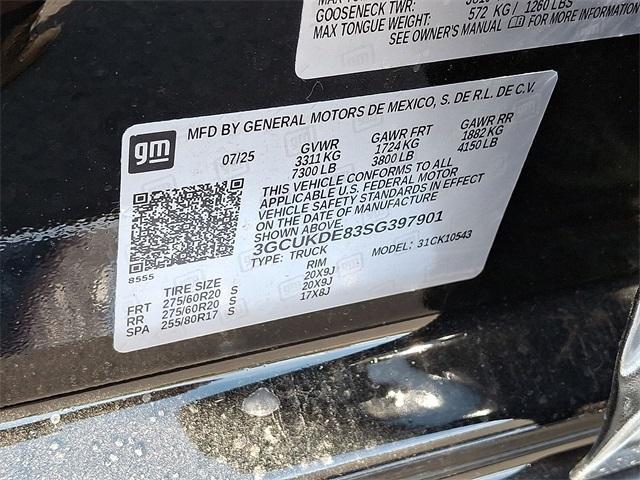 GOOSENECK TWR:
MAX TONGUE WEIGHT: 572 KG / 1260 LBS
SEE OWNER'S MANUAL FOR MORE INFORMATION
gm
MFD BY GENERAL MOTORS DE MEXICO, S. DE R.L. DE C.V.
07/25 GVWR GAWR FRT GAWR RR
3311 KG 1724 KG 1882 KG
7300 LB 3800 LB 4150 LB
THIS VEHICLE CONFORMS TO ALL
APPLICABLE U.S. FEDERAL MOTOR
VEHICLE SAFETY STANDARDS IN EFFECT
ON THE DATE OF MANUFACTURE
SHOWN ABOVE
3GCUKDE83SG397901
TYPE: TRUCK MODEL: 31CK10543
8555
TIRE SIZE RIM
FRT 275/60R20 S 20X9J
RR 275/60R20 S 20X9J
SPA 255/80R17 S 17X8J